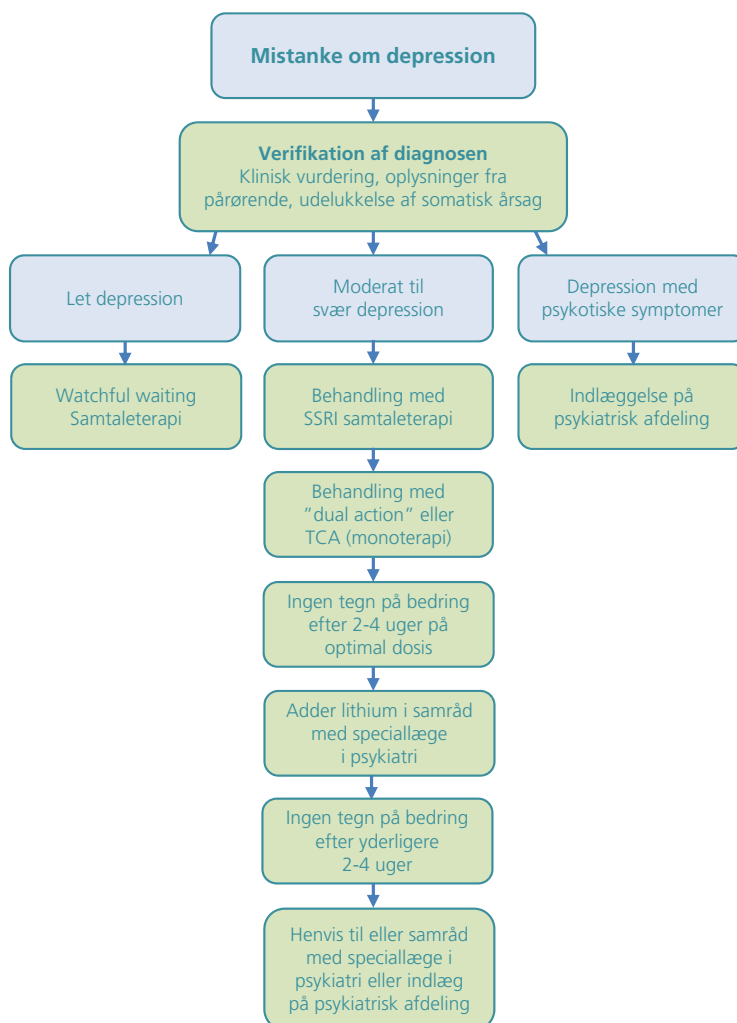 Mistanke om depression
Verifikation af diagnosen
Klinisk vurdering, oplysninger fra
pårørende, udelukkelse af somatisk årsag
Let depression
Moderat til
svær depression
Depression med
psykotiske symptomer
Watchful waiting
Samtaleterapi
Behandling med
SSRI samtaleterapi
Indlæggelse på
psykiatrisk afdeling
Behandling med
”dual action” eller
TCA (monoterapi)
Ingen tegn på bedring
efter 2-4 uger på
optimal dosis
Adder lithium i samråd
med speciallæge
i psykiatri
Ingen tegn på bedring
efter yderligere
2-4 uger
Henvis til eller samråd
med speciallæge i
psykiatri eller indlæg
på psykiatrisk afdeling